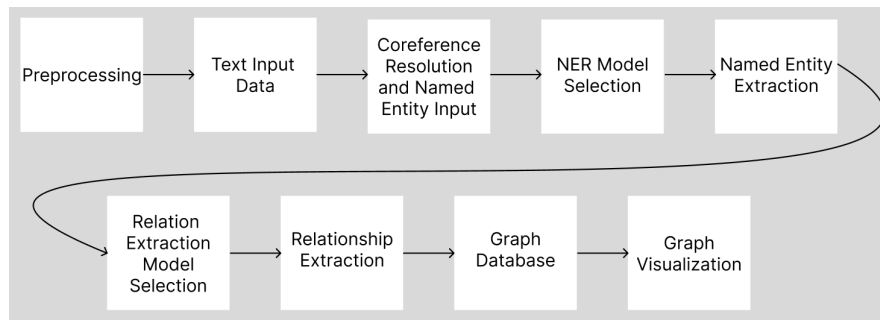 Preprocessing
Text Input
Data
Coreference
Resolution
and Named
Entity Input
NER Model
Selection
Named Entity
Extraction
Relation
Extraction
Model
Selection
Relationship
Extraction
Graph
Database
Graph
Visualization